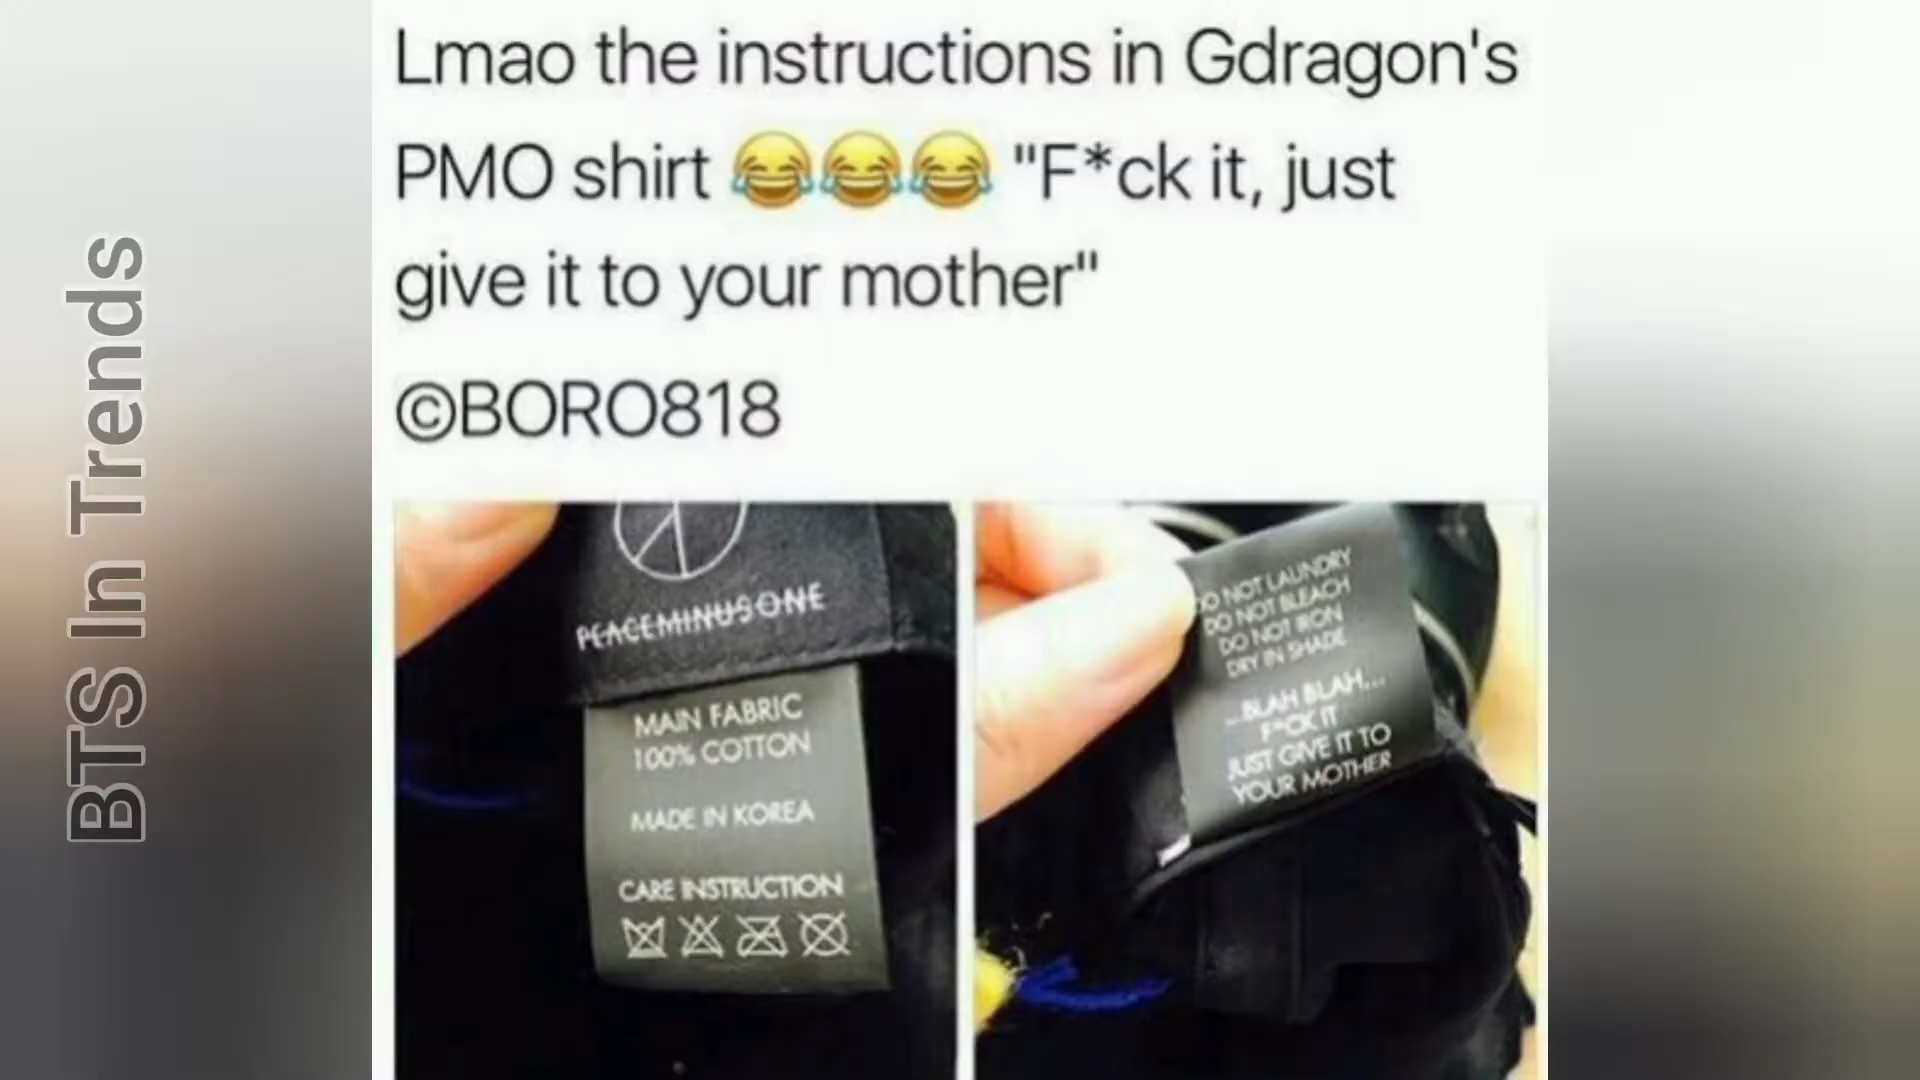 BTS In Trends
Lmao the instructions in Gdragon's
PMO shirt 😂😂😂 "F*ck it, just
give it to your mother"
©BORO818
PEACEMINUSONE
MAIN FABRIC
100% COTTON
MADE IN KOREA
CARE INSTRUCTION
DO NOT LAUNDRY
DO NOT BLEACH
DO NOT IRON
DRY IN SHADE
...BLAH BLAH...
F*CK IT
JUST GIVE IT TO
YOUR MOTHER